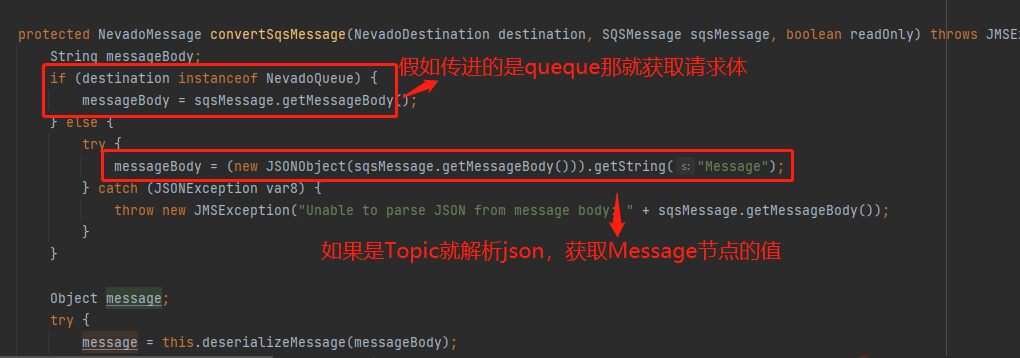 protected NevadoMessage convertSqsMessage(NevadoDestination destination, SQSMessage sqsMessage, boolean readOnly) throws JMSE
String messageBody;
if (destination instanceof NevadoQueue) {
假如传进的是queque那就获取请求体
messageBody = sqsMessage.getMessageBody();
} else {
try {
messageBody = (new JSONObject(sqsMessage.getMessageBody())).getString( s: "Message");
} catch (JSONException var8) {
throw new JMSException("Unable to parse JSON from message body: " + sqsMessage.getMessageBody());
}
如果是Topic就解析json，获取Message节点的值
}
Object message;
try {
message = this.deserializeMessage(messageBody);